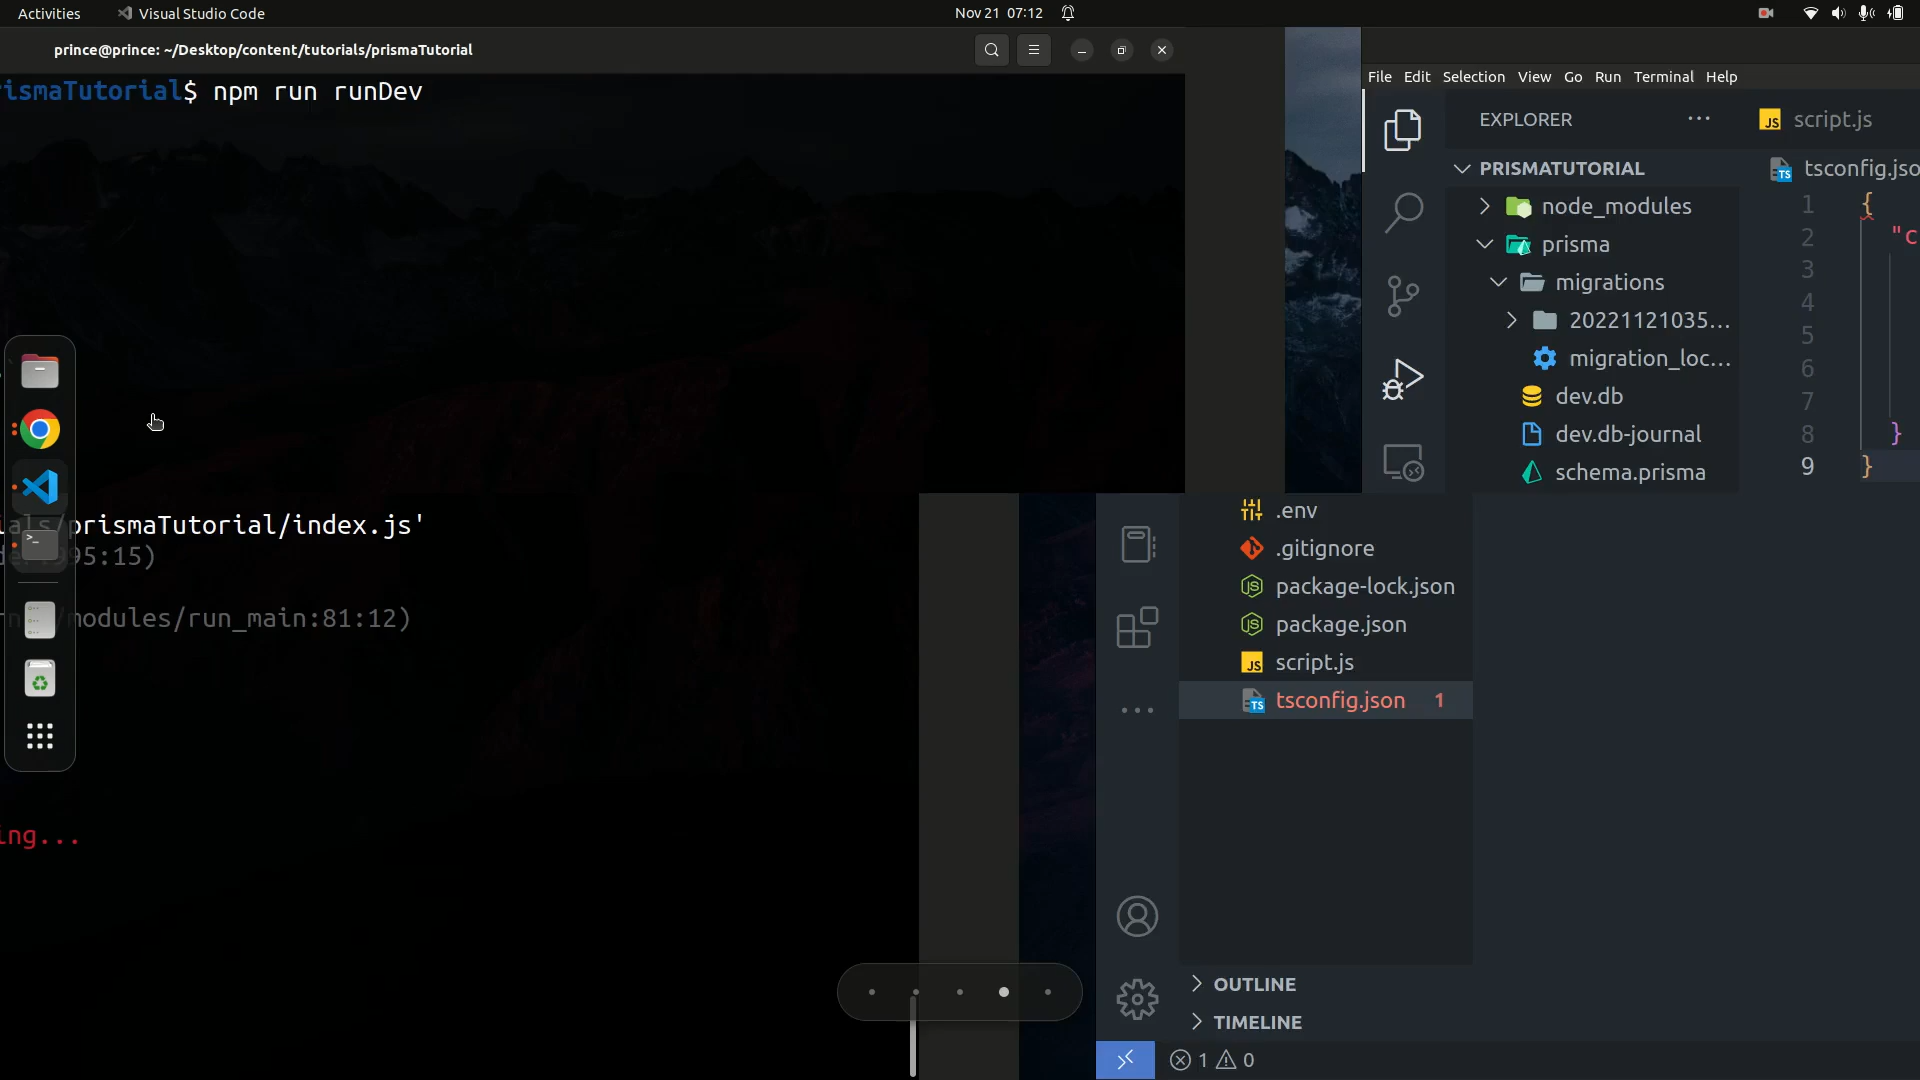 Activities
Visual Studio Code
Nov 21 07:12
prince@prince: ~/Desktop/content/tutorials/prismaTutorial
ismaTutorial$ npm run runDev
prismaTutorial/index.js'
95:15)
modules/run_main:81:12)
ing...
File Edit Selection View Go Run Terminal Help
EXPLORER
script.js
PRISMATUTORIAL
tsconfig.jso
node_modules
prisma
migrations
20221121035...
migration_loc...
dev.db
dev.db-journal
schema.prisma
1 {
2 "c
3
4
5
6
7
8 }
9 }
.env
.gitignore
package-lock.json
package.json
script.js
tsconfig.json 1
OUTLINE
TIMELINE
1 0